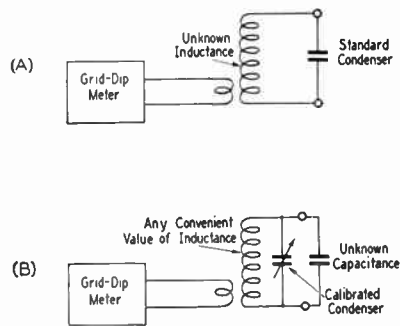 (A)
Grid-Dip
Meter
Unknown
Inductance
Standard
Condenser
(B)
Grid-Dip
Meter
Any Convenient
Value of Inductance
Unknown
Capacitance
Calibrated
Condenser